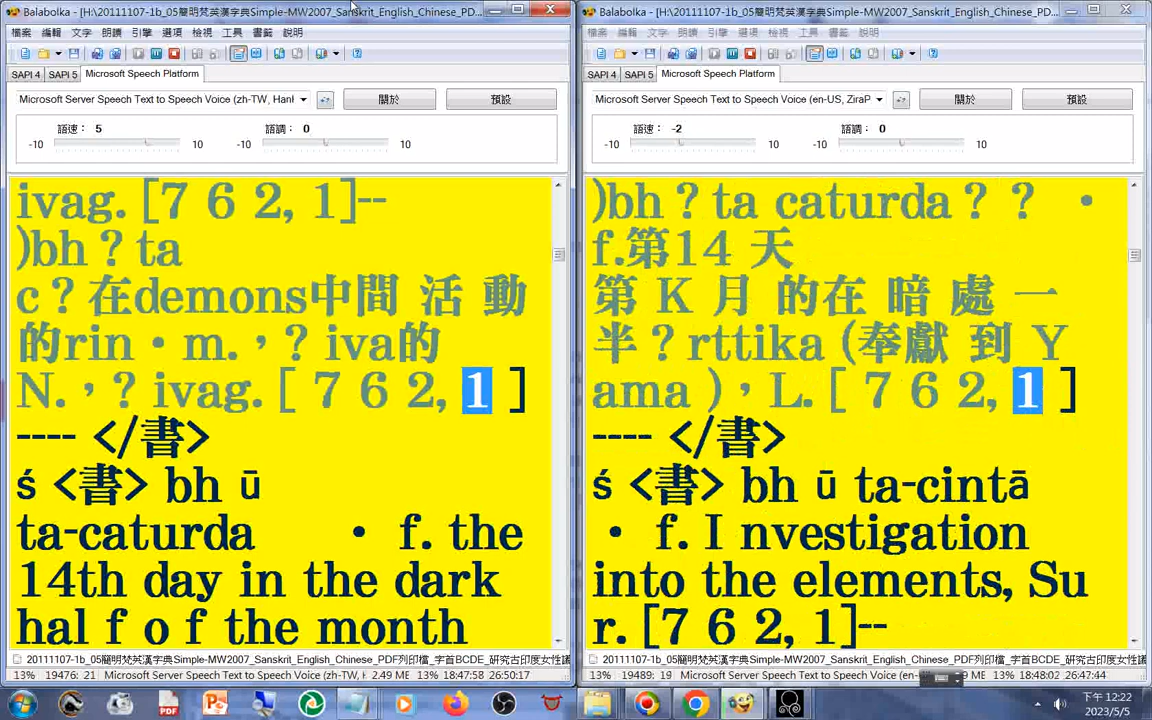 Balabolka - [H:\20111107-1b_05簡明梵英漢字典Simple-MW2007_Sanskrit_English_Chinese_PD...
檔案 編輯 文字 朗讀 引擎 選項 檢視 工具 書籤 說明
SAPI 4 SAPI 5 Microsoft Speech Platform
Microsoft Server Speech Text to Speech Voice (zh-TW, HanH
關於 預設
語速： 5 語調： 0
-10 10 -10 10
ivag. [7 6 2, 1]--
)bh？ta
c？在demons中間 活 動
的rin‧m.，？iva的
N.，？ivag. [ 7 6 2, 1 ]
---- </書>
ś <書> bh ū
ta-caturda ‧ f. the
14th day in the dark
hal f o f the month
20111107-1b_05簡明梵英漢字典Simple-MW2007_Sanskrit_English_Chinese_PDF列印檔_字首BCDE_研究古印度女性議
13% 19476: 21 Microsoft Server Speech Text to Speech Voice (zh-TW, H 2.49 ME 13% 18:47:58 26:50:17
Balabolka - [H:\20111107-1b_05簡明梵英漢字典Simple-MW2007_Sanskrit_English_Chinese_PD...
檔案 編輯 文字 朗讀 引擎 選項 檢視 工具 書籤 說明
SAPI 4 SAPI 5 Microsoft Speech Platform
Microsoft Server Speech Text to Speech Voice (en-US, ZiraP
關於 預設
語速： -2 語調： 0
-10 10 -10 10
)bh？ta caturda？？ ‧
f.第14 天
第 K 月 的在 暗 處 一
半？rttika (奉獻 到 Y
ama )，L. [ 7 6 2, 1 ]
---- </書>
ś <書> bh ū ta-cintā
‧ f. I nvestigation
into the elements, Su
r. [7 6 2, 1]--
20111107-1b_05簡明梵英漢字典Simple-MW2007_Sanskrit_English_Chinese_PDF列印檔_字首BCDE_研究古印度女性議
13% 19489: 19 Microsoft Server Speech Text to Speech Voice (en- ME 13% 18:48:02 26:47:44
下午 12:22
2023/5/5